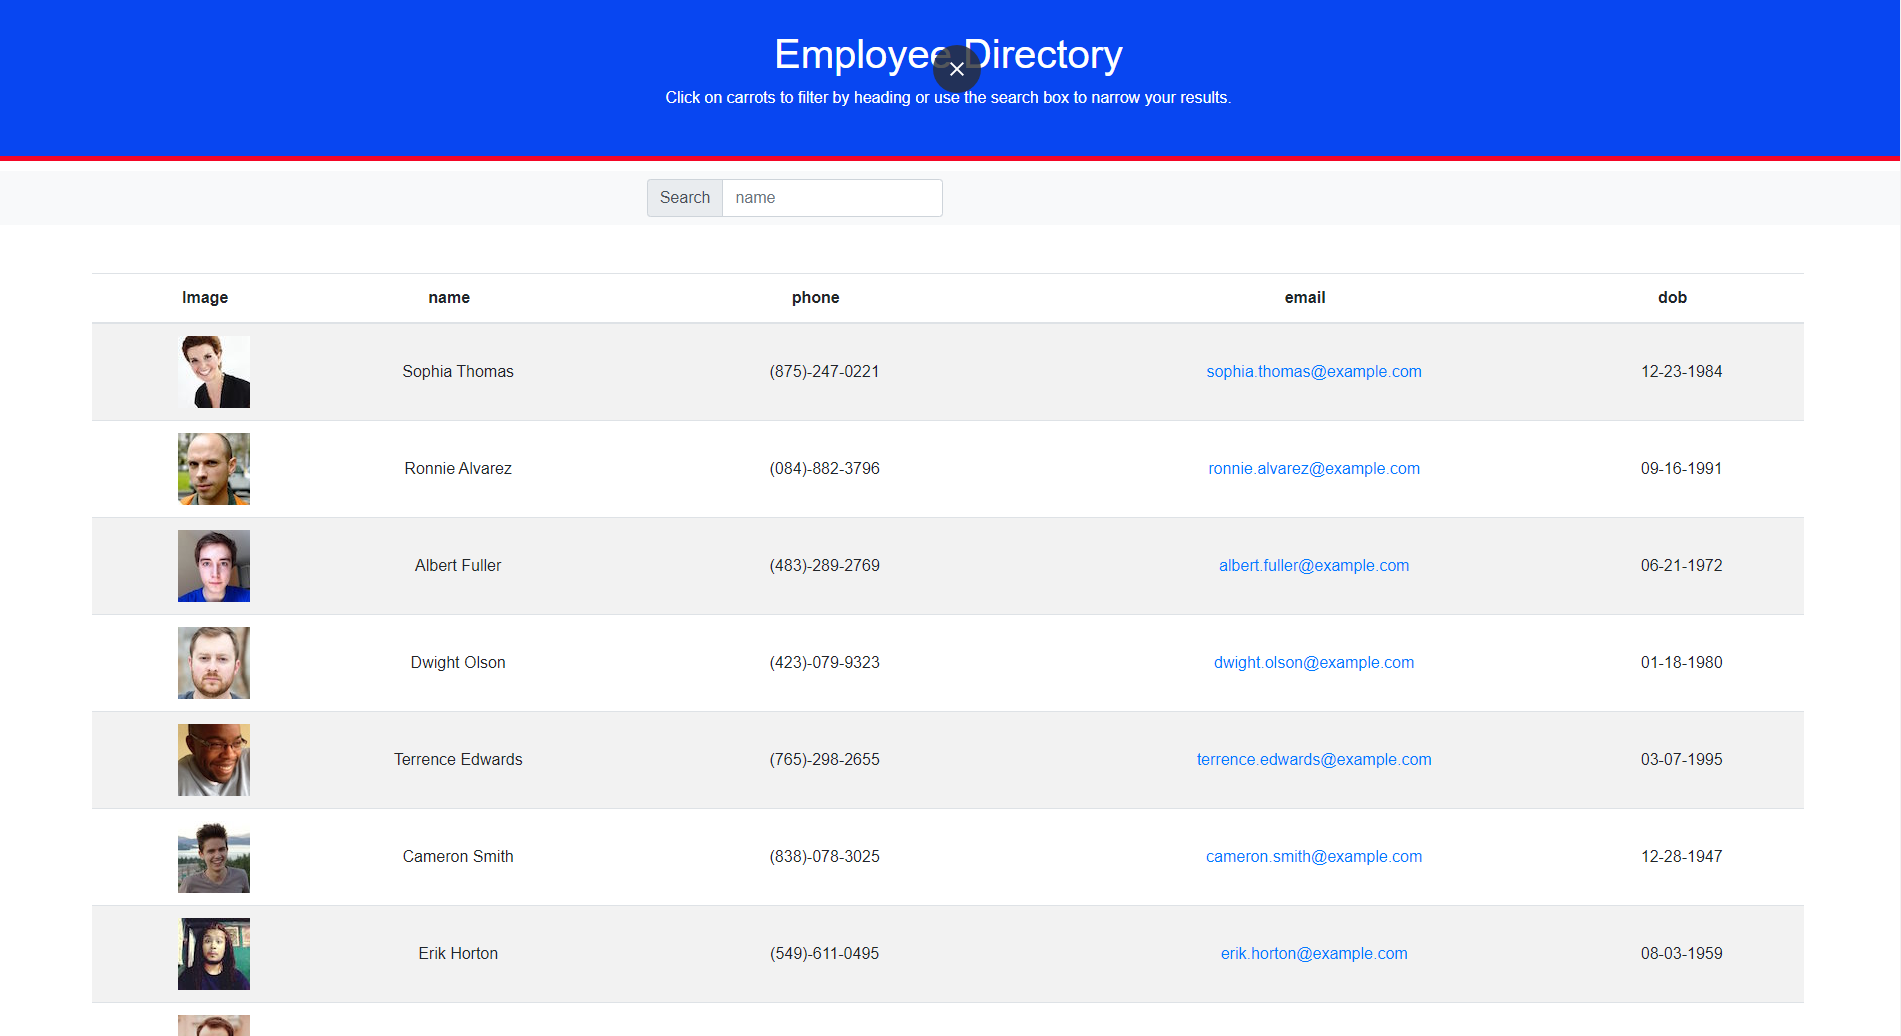 Employee Directory
Click on carrots to filter by heading or use the search box to narrow your results.
Search name
Image name phone email dob
Sophia Thomas (875)-247-0221 sophia.thomas@example.com 12-23-1984
Ronnie Alvarez (084)-882-3796 ronnie.alvarez@example.com 09-16-1991
Albert Fuller (483)-289-2769 albert.fuller@example.com 06-21-1972
Dwight Olson (423)-079-9323 dwight.olson@example.com 01-18-1980
Terrence Edwards (765)-298-2655 terrence.edwards@example.com 03-07-1995
Cameron Smith (838)-078-3025 cameron.smith@example.com 12-28-1947
Erik Horton (549)-611-0495 erik.horton@example.com 08-03-1959